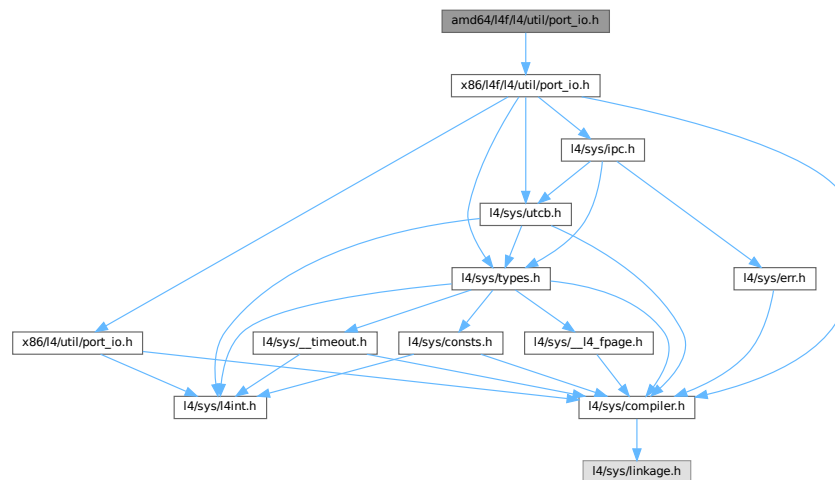 amd64/l4f/l4/util/port_io.h
x86/l4f/l4/util/port_io.h
l4/sys/ipc.h
l4/sys/utcb.h
l4/sys/types.h
l4/sys/err.h
x86/l4/util/port_io.h
l4/sys/__timeout.h
l4/sys/consts.h
l4/sys/__l4_fpage.h
l4/sys/l4int.h
l4/sys/compiler.h
l4/sys/linkage.h